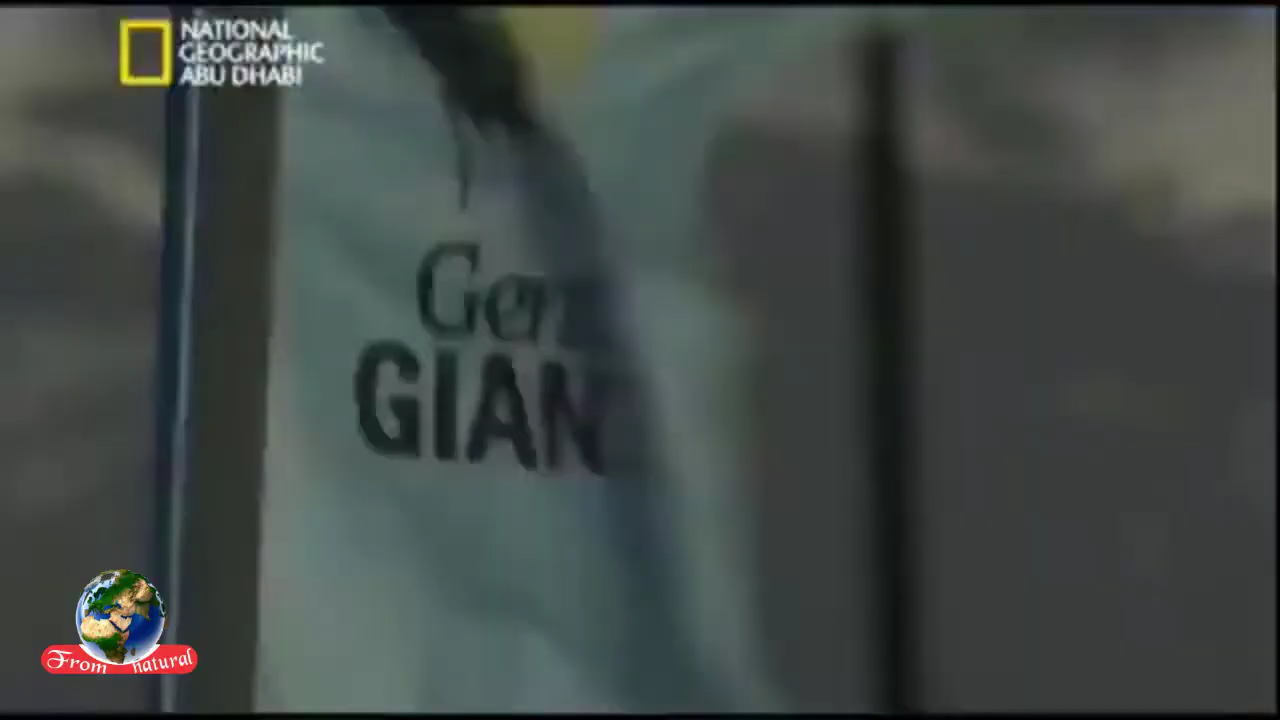 NATIONAL
GEOGRAPHIC
ABU DHABI
GIAN
From natural